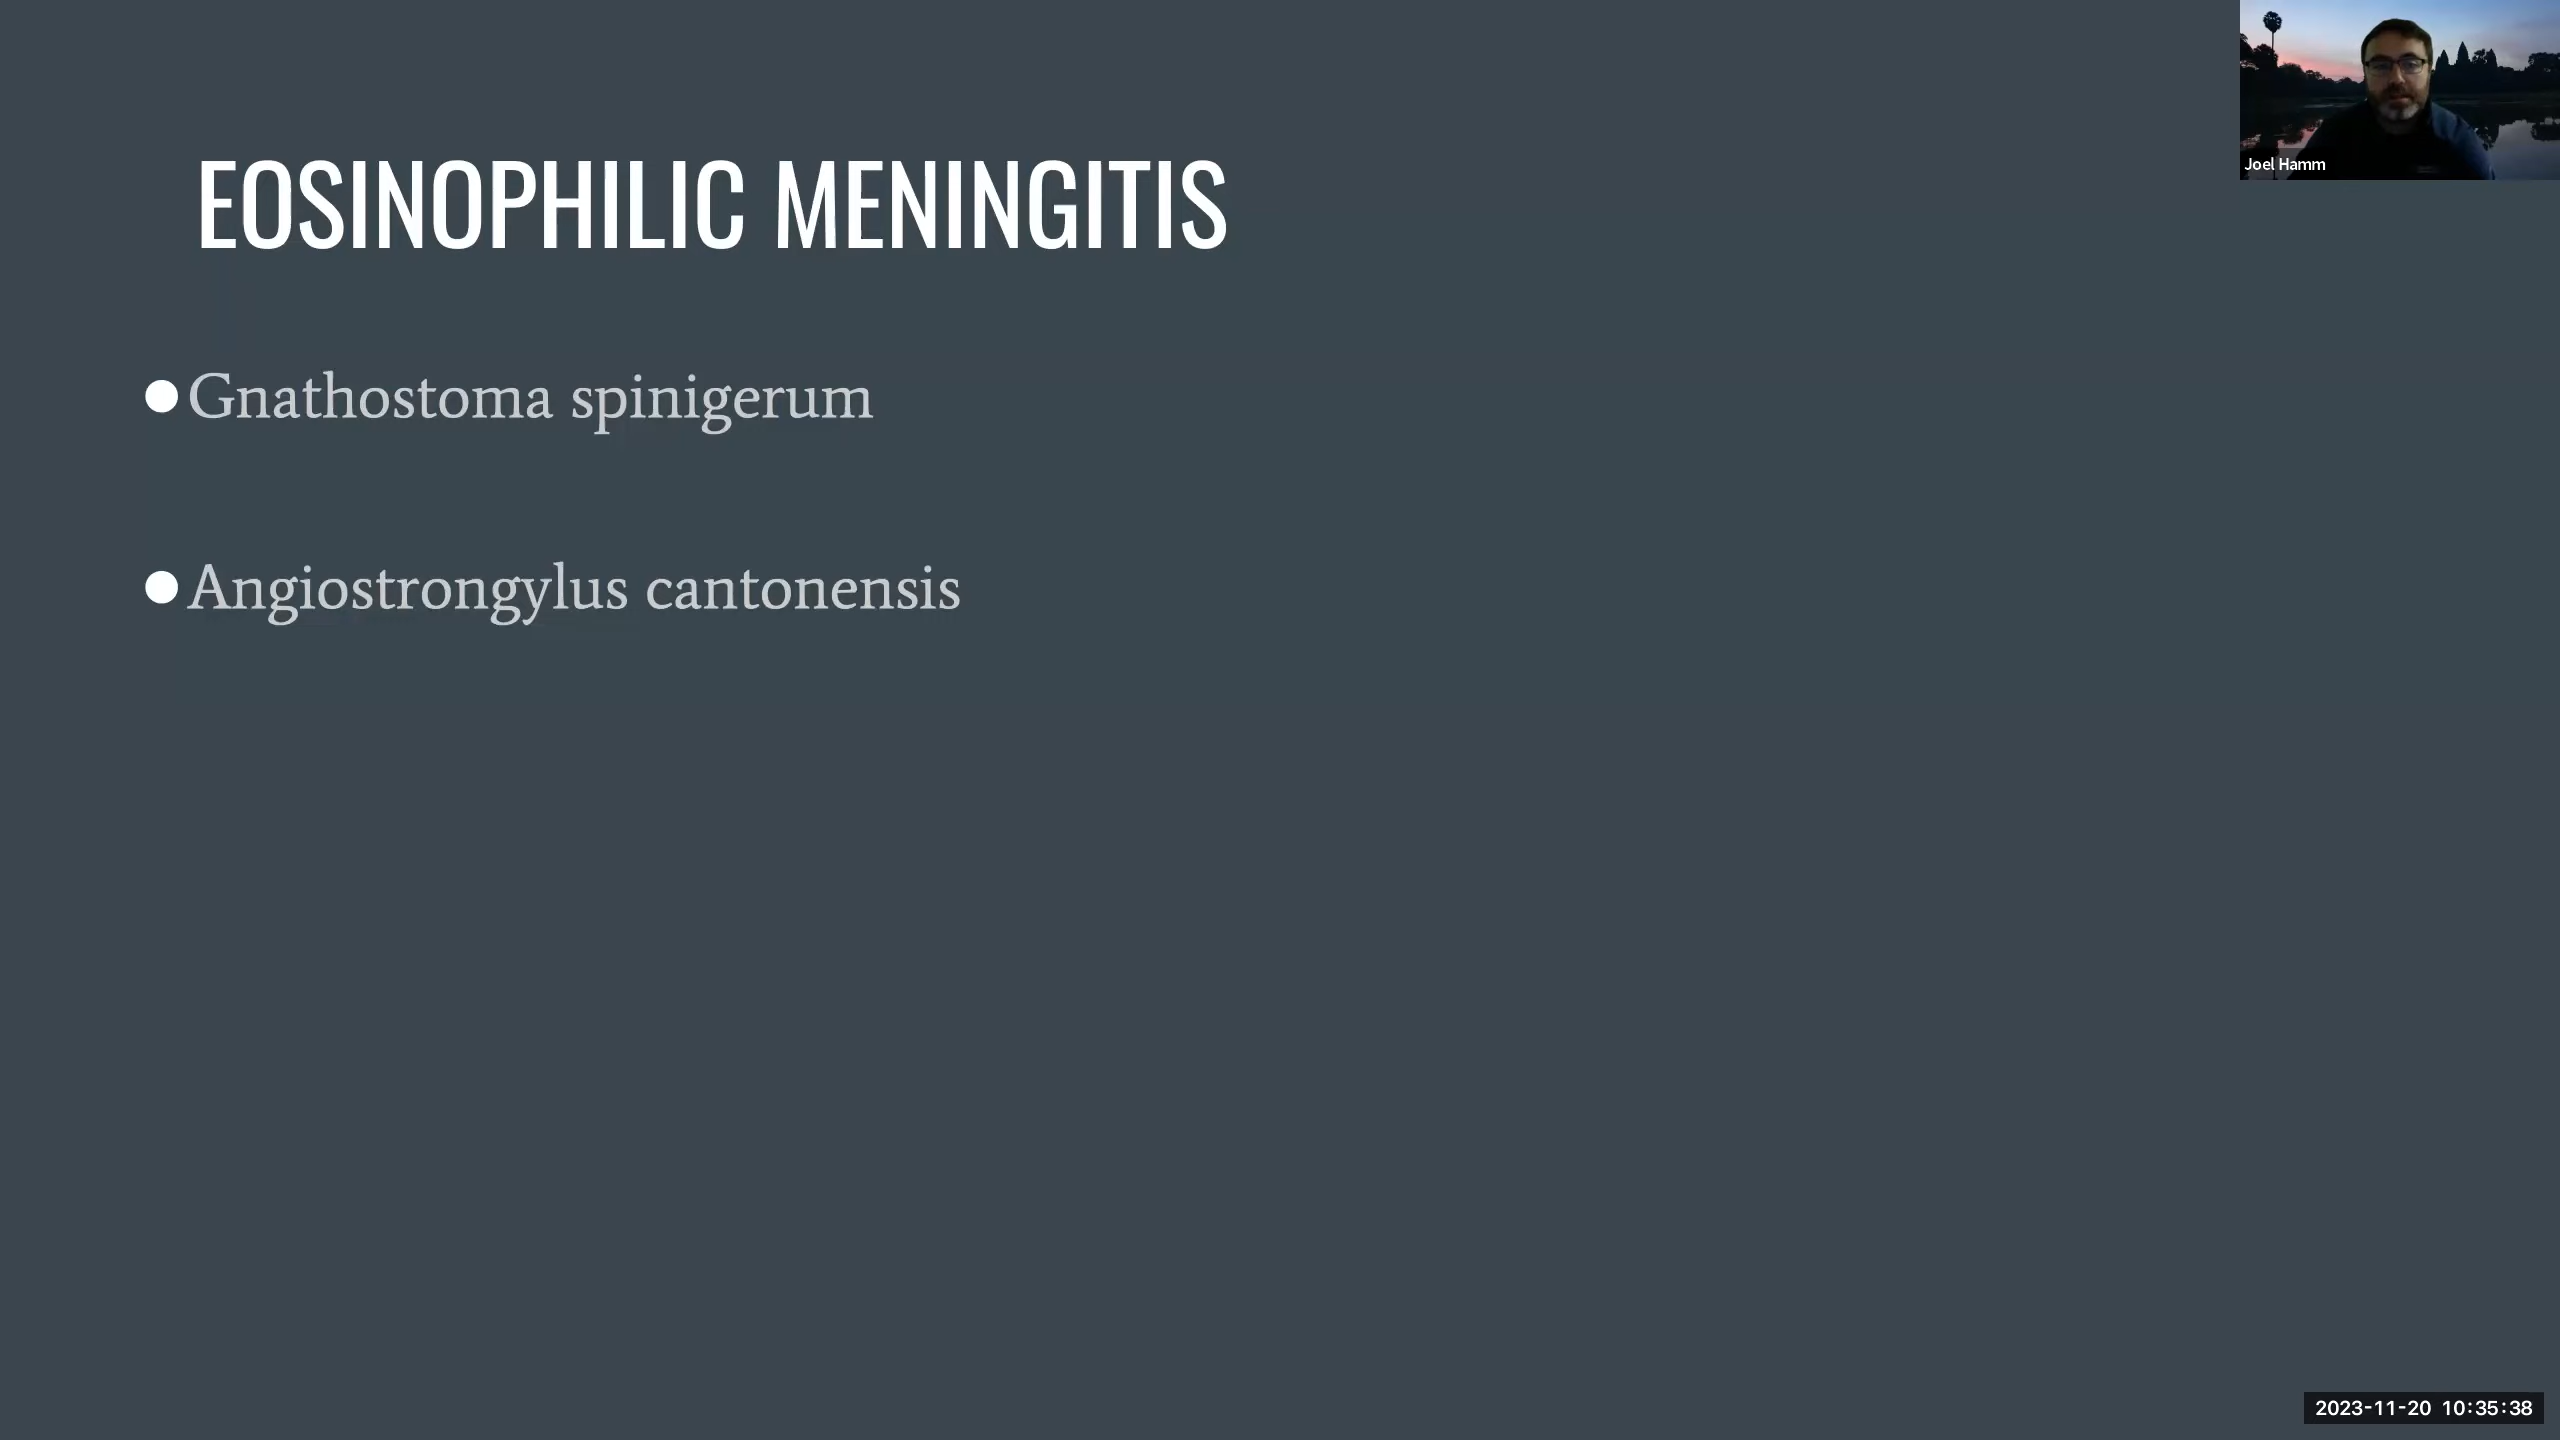 EOSINOPHILIC MENINGITIS
Joel Hamm
● Gnathostoma spinigerum
● Angiostrongylus cantonensis
2023-11-20 10:35:38